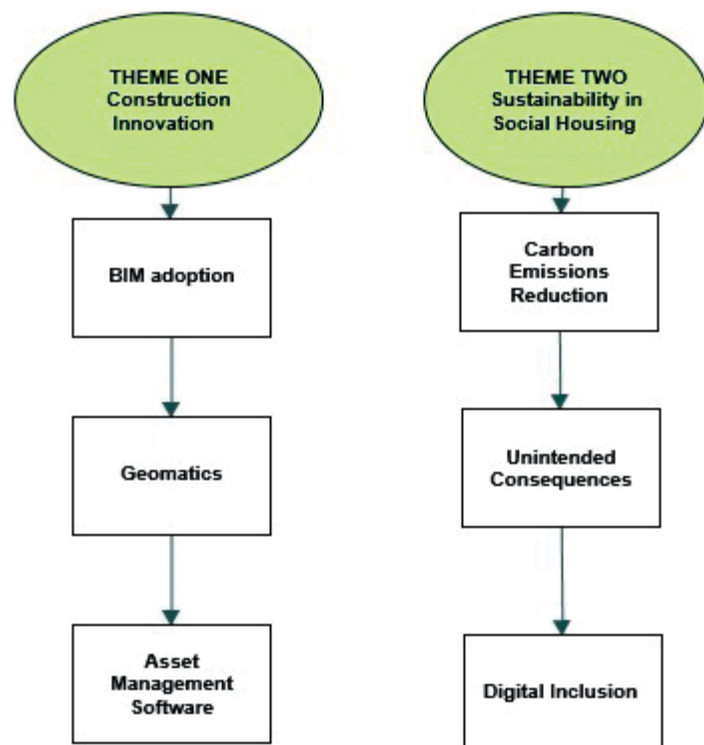 THEME ONE
Construction
Innovation
BIM adoption
Geomatics
Asset
Management
Software
THEME TWO
Sustainability in
Social Housing
Carbon
Emissions
Reduction
Unintended
Consequences
Digital Inclusion